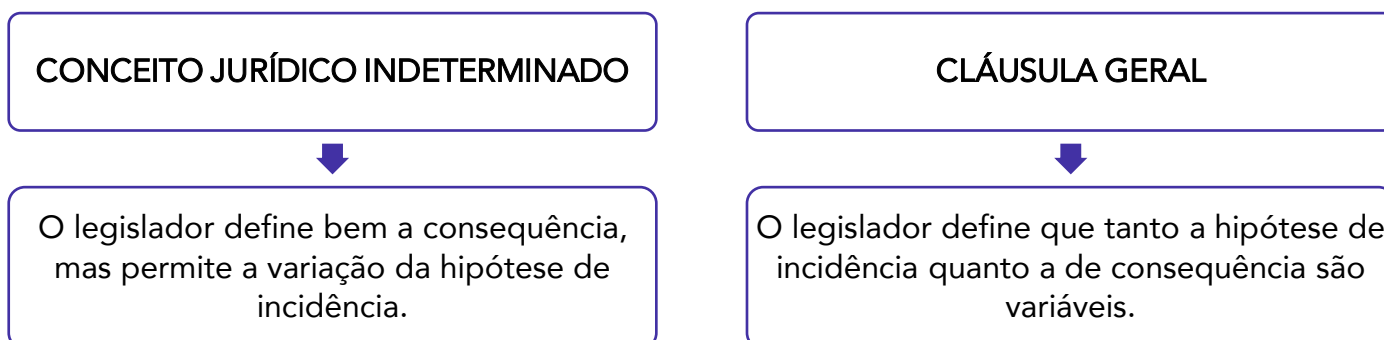 CONCEITO JURÍDICO INDETERMINADO
O legislador define bem a consequência,
mas permite a variação da hipótese de
incidência.
CLÁUSULA GERAL
O legislador define que tanto a hipótese de
incidência quanto a de consequência são
variáveis.